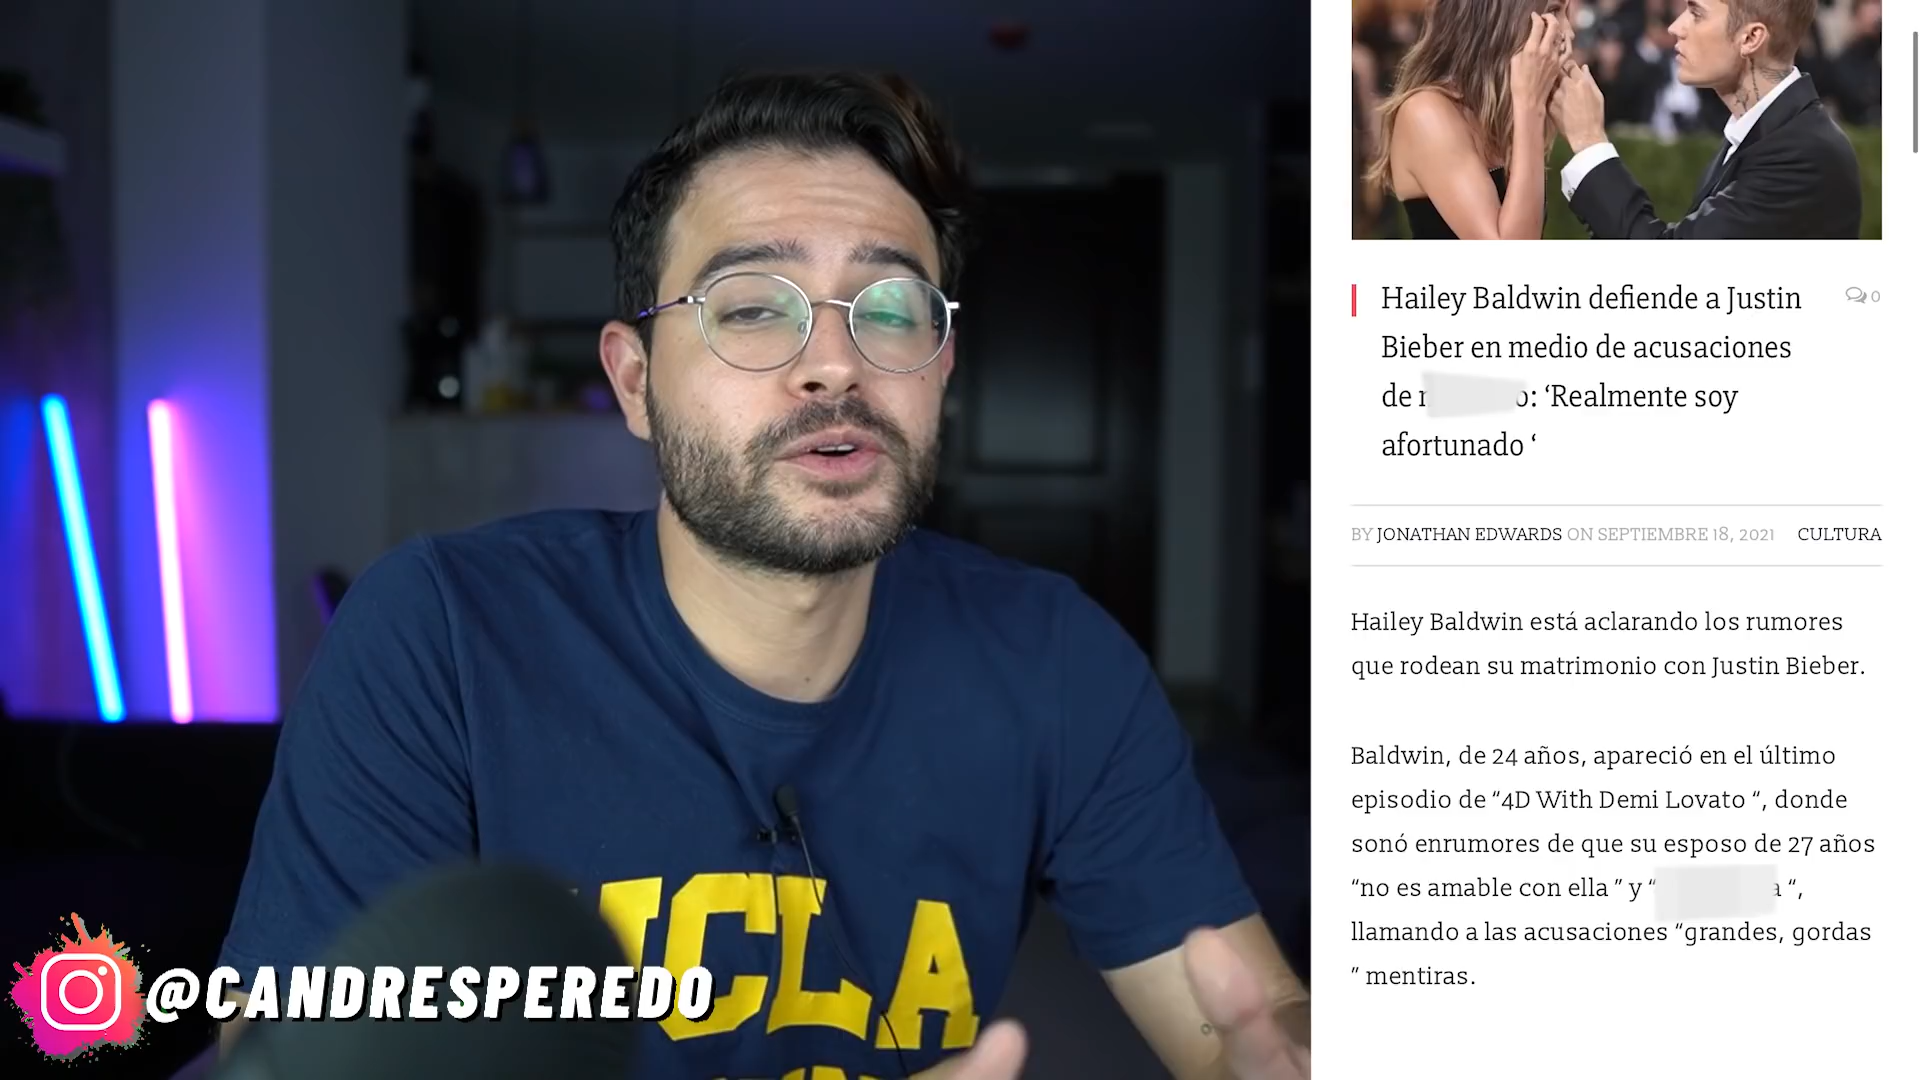 UCLA
@CANDRESPEREDO
Hailey Baldwin defiende a Justin
0
Bieber en medio de acusaciones
de : ‘Realmente soy
afortunado ‘
BY JONATHAN EDWARDS ON SEPTIEMBRE 18, 2021 CULTURA
Hailey Baldwin está aclarando los rumores
que rodean su matrimonio con Justin Bieber.
Baldwin, de 24 años, apareció en el último
episodio de “4D With Demi Lovato “, donde
sonó enrumores de que su esposo de 27 años
“no es amable con ella ” y “ “,
llamando a las acusaciones “grandes, gordas
” mentiras.